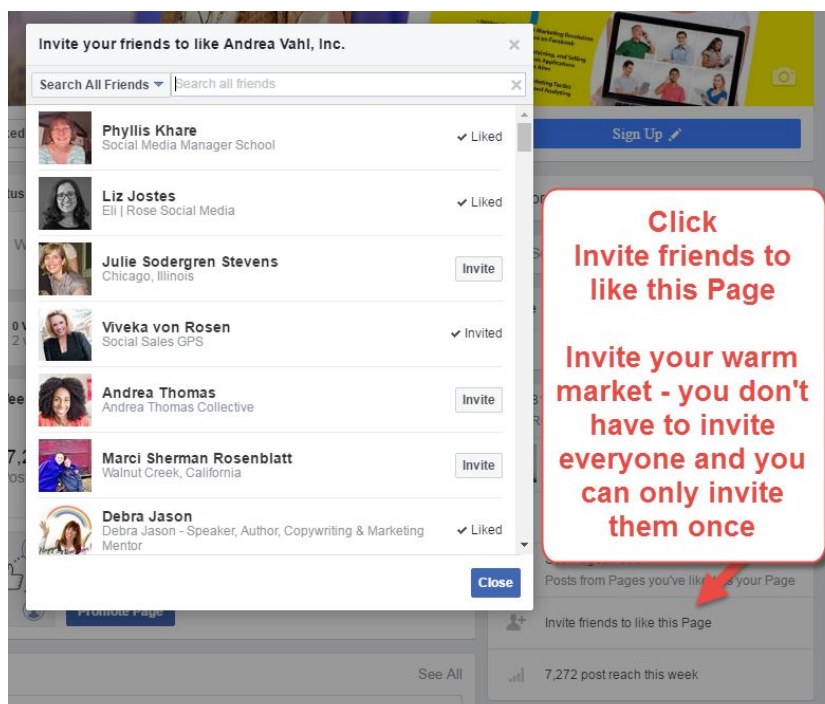 Marketing Revolution
on Facebook
Invite your friends to like Andrea Vahl, Inc.
Search All Friends
Search all friends
Sign Up
Phyllis Khare
Social Media Manager School
Liked
Liz Jostes
Eli | Rose Social Media
Liked
Julie Sodergren Stevens
Chicago, Illinois
Invite
Viveka von Rosen
Social Sales GPS
Invited
Andrea Thomas
Andrea Thomas Collective
Invite
Marci Sherman Rosenblatt
Walnut Creek, California
Invite
Debra Jason
Debra Jason - Speaker, Author, Copywriting & Marketing
Mentor
Liked
Close
Click
Invite friends to
like this Page
Invite your warm
market - you don't
have to invite
everyone and you
can only invite
them once
Posts from Pages you've your Page
Promote Page
Invite friends to like this Page
See All
7,272 post reach this week